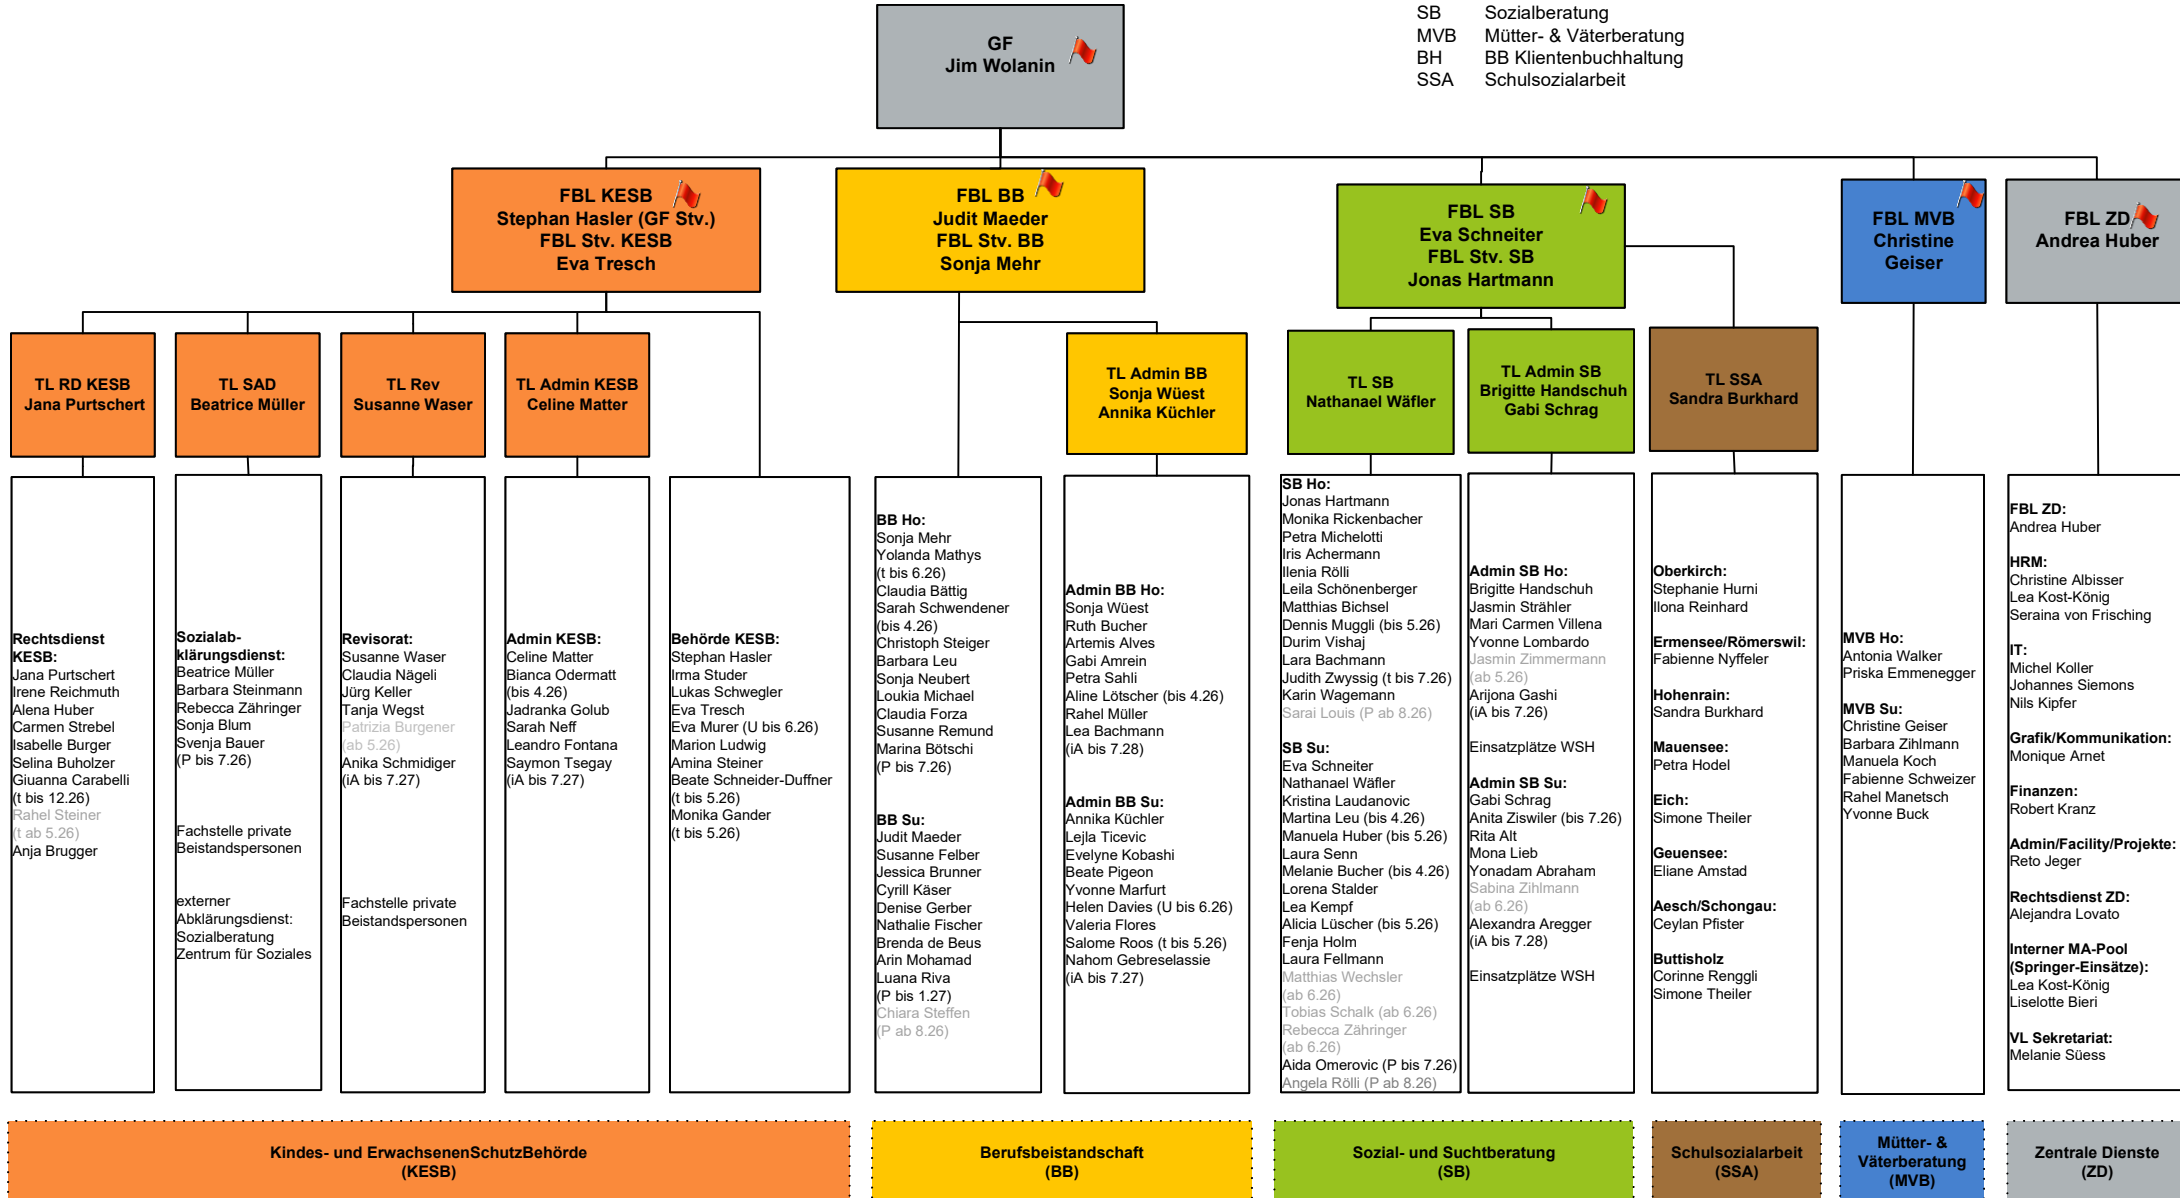 SB Sozialberatung
MVB Mütter- & Väterberatung
BH BB Klientenbuchhaltung
SSA Schulsozialarbeit
GF
Jim Wolanin
FBL KESB
Stephan Hasler (GF Stv.)
FBL Stv. KESB
Eva Tresch
FBL BB
Judit Maeder
FBL Stv. BB
Sonja Mehr
FBL SB
Eva Schneiter
FBL Stv. SB
Jonas Hartmann
FBL MVB
Christine
Geiser
FBL ZD
Andrea Huber
TL RD KESB
Jana Purtschert
TL SAD
Beatrice Müller
TL Rev
Susanne Waser
TL Admin KESB
Celine Matter
TL Admin BB
Sonja Wüest
Annika Küchler
TL SB
Nathanael Wäfler
TL Admin SB
Brigitte Handschuh
Gabi Schrag
TL SSA
Sandra Burkhard
Rechtsdienst
KESB:
Jana Purtschert
Irene Reichmuth
Alena Huber
Carmen Strebel
Isabelle Burger
Selina Buholzer
Giuanna Carabelli
(t bis 12.26)
Rahel Steiner
(t ab 5.26)
Anja Brugger
Sozialab-
klärungsdienst:
Beatrice Müller
Barbara Steinmann
Rebecca Zähringer
Sonja Blum
Svenja Bauer
(P bis 7.26)
Fachstelle private
Beistandspersonen
externer
Abklärungsdienst:
Sozialberatung
Zentrum für Soziales
Revisorat:
Susanne Waser
Claudia Nägeli
Jürg Keller
Tanja Wegst
Patrizia Burgener
(ab 5.26)
Anika Schmidiger
(iA bis 7.27)
Fachstelle private
Beistandspersonen
Admin KESB:
Celine Matter
Bianca Odermatt
(bis 4.26)
Jadranka Golub
Sarah Neff
Leandro Fontana
Saymon Tsegay
(iA bis 7.27)
Behörde KESB:
Stephan Hasler
Irma Studer
Lukas Schwegler
Eva Tresch
Eva Murer (U bis 6.26)
Marion Ludwig
Amina Steiner
Beate Schneider-Duffner
(t bis 5.26)
Monika Gander
(t bis 5.26)
BB Ho:
Sonja Mehr
Yolanda Mathys
(t bis 6.26)
Claudia Bättig
Sarah Schwendener
(bis 4.26)
Christoph Steiger
Barbara Leu
Sonja Neubert
Loukia Michael
Claudia Forza
Susanne Remund
Marina Bötschi
(P bis 7.26)
BB Su:
Judit Maeder
Susanne Felber
Jessica Brunner
Cyrill Käser
Denise Gerber
Nathalie Fischer
Brenda de Beus
Arin Mohamad
Luana Riva
(P bis 1.27)
Chiara Steffen
(P ab 8.26)
Admin BB Ho:
Sonja Wüest
Ruth Bucher
Artemis Alves
Gabi Amrein
Petra Sahli
Aline Lötscher (bis 4.26)
Rahel Müller
Lea Bachmann
(iA bis 7.28)
Admin BB Su:
Annika Küchler
Lejla Ticevic
Evelyne Kobashi
Beate Pigeon
Yvonne Marfurt
Helen Davies (U bis 6.26)
Valeria Flores
Salome Roos (t bis 5.26)
Nahom Gebreselassie
(iA bis 7.27)
SB Ho:
Jonas Hartmann
Monika Rickenbacher
Petra Michelotti
Iris Achermann
Ilenia Rölli
Leila Schönenberger
Matthias Bichsel
Dennis Muggli (bis 5.26)
Durim Vishaj
Lara Bachmann
Judith Zwyssig (t bis 7.26)
Karin Wagemann
Sarai Louis (P ab 8.26)
SB Su:
Eva Schneiter
Nathanael Wäfler
Kristina Laudanovic
Martina Leu (bis 4.26)
Manuela Huber (bis 5.26)
Laura Senn
Melanie Bucher (bis 4.26)
Lorena Stalder
Lea Kempf
Alicia Lüscher (bis 5.26)
Fenja Holm
Laura Fellmann
Matthias Wechsler
(ab 6.26)
Tobias Schalk (ab 6.26)
Rebecca Zähringer
(ab 6.26)
Aida Omerovic (P bis 7.26)
Angela Rölli (P ab 8.26)
Admin SB Ho:
Brigitte Handschuh
Jasmin Strähler
Mari Carmen Villena
Yvonne Lombardo
Jasmin Zimmermann
(ab 5.26)
Arijona Gashi
(iA bis 7.26)
Einsatzplätze WSH
Admin SB Su:
Gabi Schrag
Anita Ziswiler (bis 7.26)
Rita Alt
Mona Lieb
Yonadam Abraham
Sabina Zihlmann
(ab 6.26)
Alexandra Aregger
(iA bis 7.28)
Einsatzplätze WSH
Oberkirch:
Stephanie Hurni
Ilona Reinhard
Ermensee/Römerswil:
Fabienne Nyffeler
Hohenrain:
Sandra Burkhard
Mauensee:
Petra Hodel
Eich:
Simone Theiler
Geuensee:
Eliane Amstad
Aesch/Schongau:
Ceylan Pfister
Buttisholz
Corinne Renggli
Simone Theiler
MVB Ho:
Antonia Walker
Priska Emmenegger
MVB Su:
Christine Geiser
Barbara Zihlmann
Manuela Koch
Fabienne Schweizer
Rahel Manetsch
Yvonne Buck
FBL ZD:
Andrea Huber
HRM:
Christine Albisser
Lea Kost-König
Seraina von Frisching
IT:
Michel Koller
Johannes Siemons
Nils Kipfer
Grafik/Kommunikation:
Monique Arnet
Finanzen:
Robert Kranz
Admin/Facility/Projekte:
Reto Jeger
Rechtsdienst ZD:
Alejandra Lovato
Interner MA-Pool
(Springer-Einsätze):
Lea Kost-König
Liselotte Bieri
VL Sekretariat:
Melanie Süess
Kindes- und ErwachsenenSchutzBehörde
(KESB)
Berufsbeistandschaft
(BB)
Sozial- und Suchtberatung
(SB)
Schulsozialarbeit
(SSA)
Mütter- &
Väterberatung
(MVB)
Zentrale Dienste
(ZD)